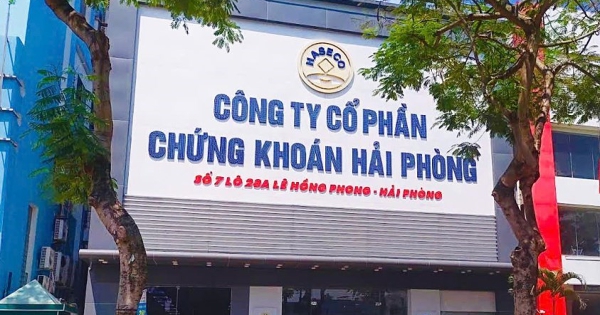 HASECO
CÔNG TY CỔ PHẦN
CHỨNG KHOÁN HẢI PHÒNG
SỐ 7 LÔ 28A LÊ HỒNG PHONG - HẢI PHÒNG